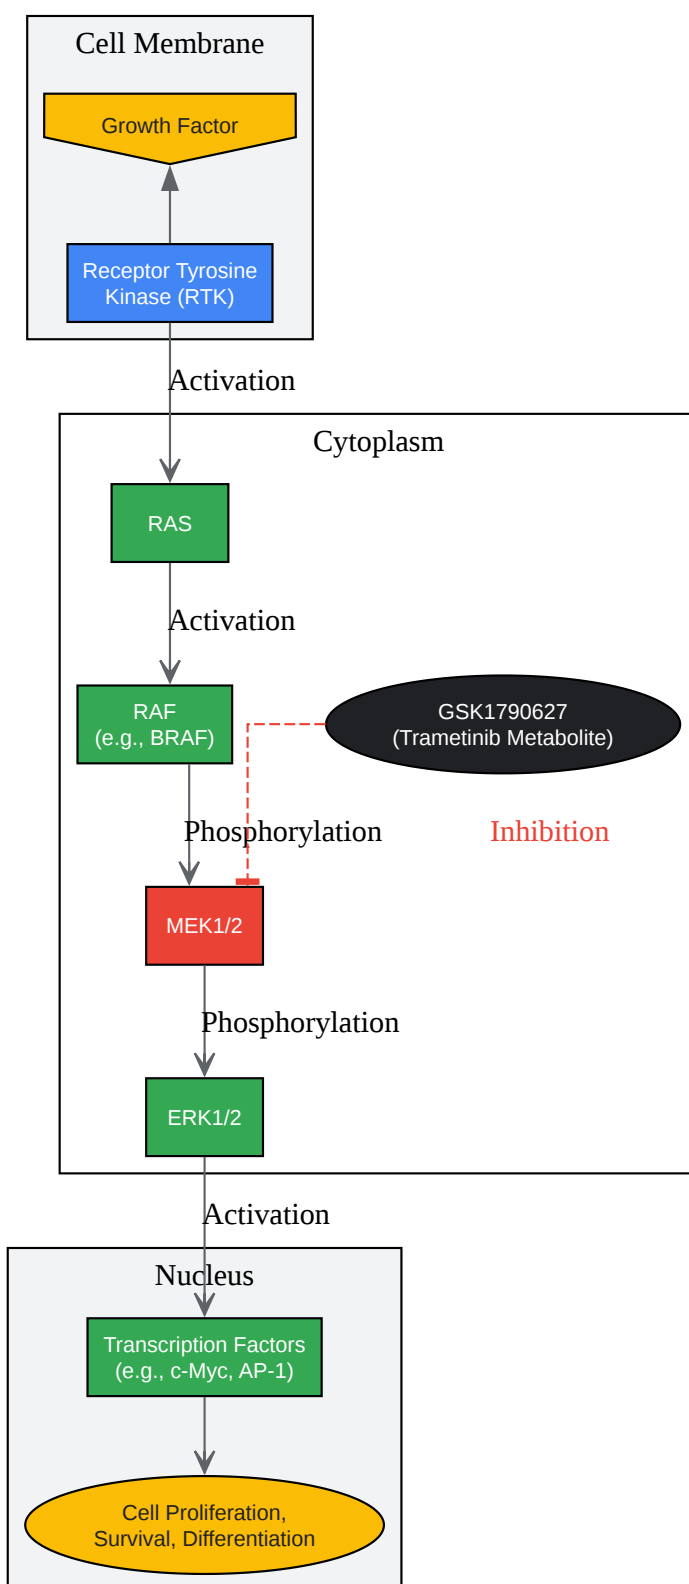 Cell Membrane
Growth Factor
Receptor Tyrosine
Kinase (RTK)
Activation
Cytoplasm
RAS
Activation
RAF
(e.g., BRAF)
GSK1790627
(Trametinib Metabolite)
Phosphorylation
Inhibition
MEK1/2
Phosphorylation
ERK1/2
Activation
Nucleus
Transcription Factors
(e.g., c-Myc, AP-1)
Cell Proliferation,
Survival, Differentiation